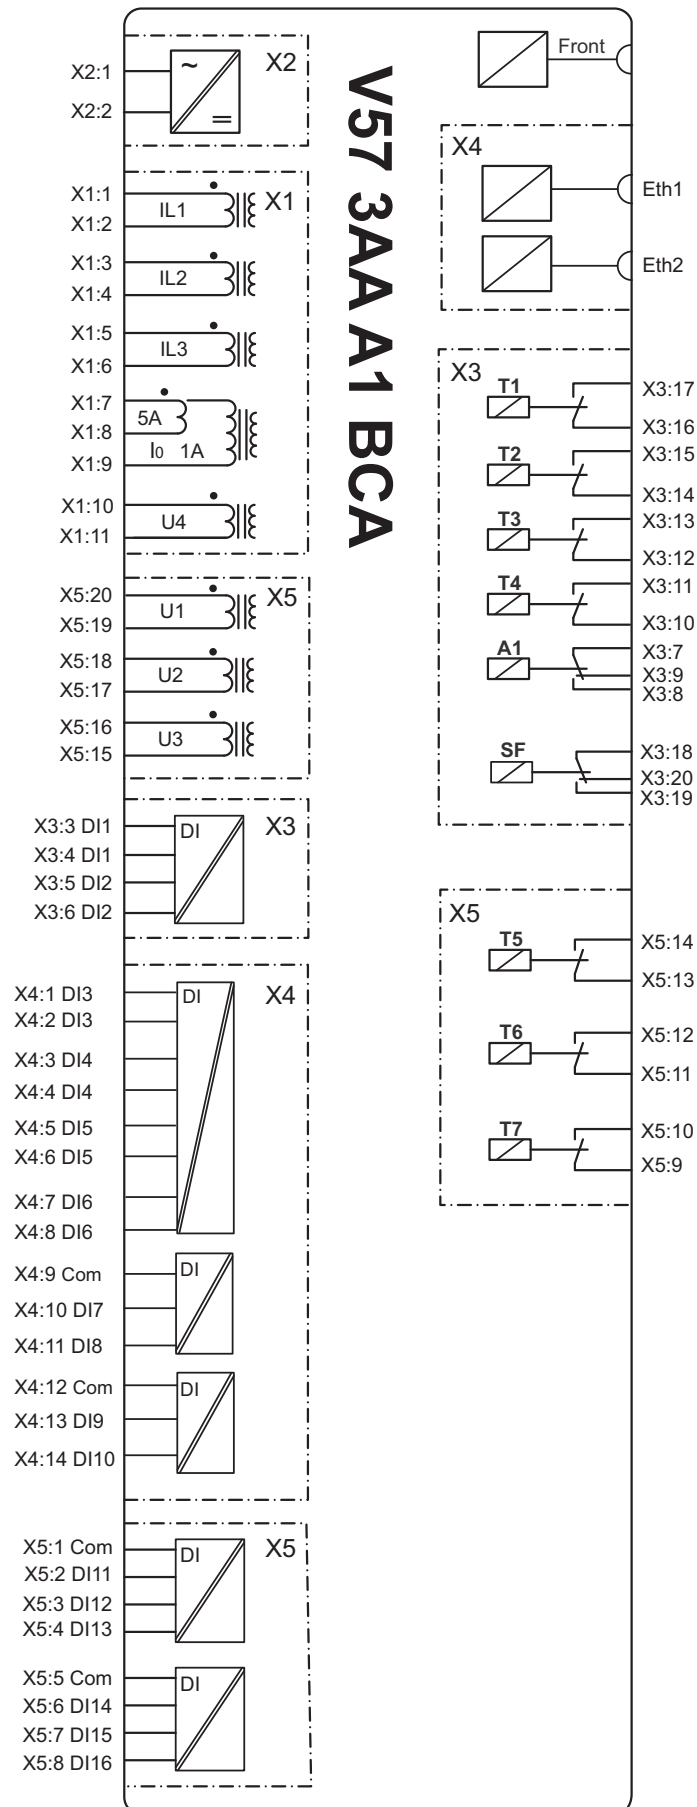 X2:1
X2:2
~
=
X2
X1:1
X1:2
IL1
X1
X1:3
X1:4
IL2
X1:5
X1:6
IL3
X1:7
X1:8
X1:9
5A
I0 1A
X1:10
X1:11
U4
X5:20
X5:19
U1
X5
X5:18
X5:17
U2
X5:16
X5:15
U3
X3:3 DI1
X3:4 DI1
X3:5 DI2
X3:6 DI2
DI
X3
X4:1 DI3
X4:2 DI3
X4:3 DI4
X4:4 DI4
X4:5 DI5
X4:6 DI5
X4:7 DI6
X4:8 DI6
DI
X4
X4:9 Com
X4:10 DI7
X4:11 DI8
DI
X4:12 Com
X4:13 DI9
X4:14 DI10
DI
X5:1 Com
X5:2 DI11
X5:3 DI12
X5:4 DI13
DI
X5
X5:5 Com
X5:6 DI14
X5:7 DI15
X5:8 DI16
DI
V57 3AA A1 BCA
Front
X4
Eth1
Eth2
X3
T1
X3:17
X3:16
T2
X3:15
X3:14
T3
X3:13
X3:12
T4
X3:11
X3:10
A1
X3:7
X3:9
X3:8
SF
X3:18
X3:20
X3:19
X5
T5
X5:14
X5:13
T6
X5:12
X5:11
T7
X5:10
X5:9